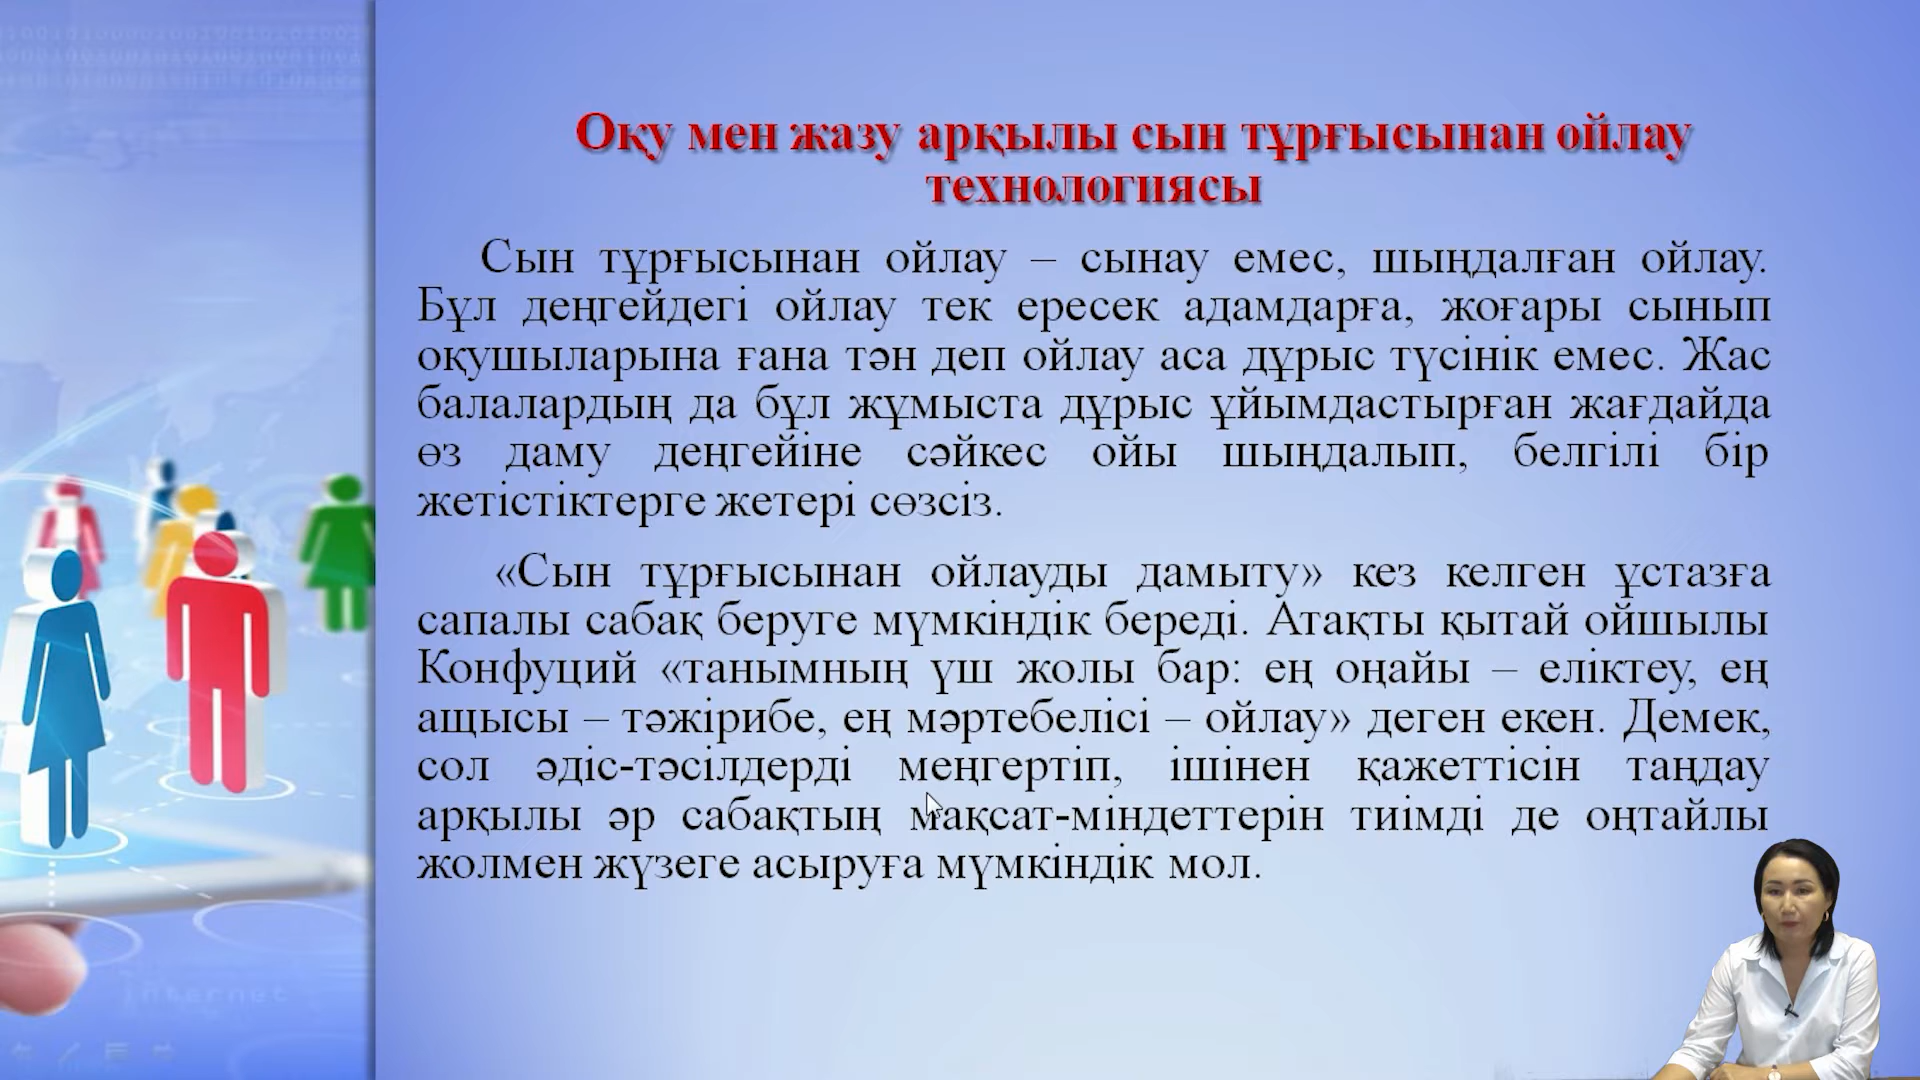 Оқу мен жазу арқылы сын тұрғысынан ойлау
технологиясы
Сын тұрғысынан ойлау – сынау емес, шыңдалған ойлау.
Бұл деңгейдегі ойлау тек ересек адамдарға, жоғары сынып
оқушыларына ғана тән деп ойлау аса дұрыс түсінік емес. Жас
балалардың да бұл жұмыста дұрыс ұйымдастырған жағдайда
өз даму деңгейіне сәйкес ойы шыңдалып, белгілі бір
жетістіктерге жетері сөзсіз.
«Сын тұрғысынан ойлауды дамыту» кез келген ұстазға
сапалы сабақ беруге мүмкіндік береді. Атақты қытай ойшылы
Конфуций «танымның үш жолы бар: ең оңайы – еліктеу, ең
ащысы – тәжірибе, ең мәртебелісі – ойлау» деген екен. Демек,
сол әдіс-тәсілдерді меңгертіп, ішінен қажеттісін таңдау
арқылы әр сабақтың мақсат-міндеттерін тиімді де оңтайлы
жолмен жүзеге асыруға мүмкіндік мол.
internet